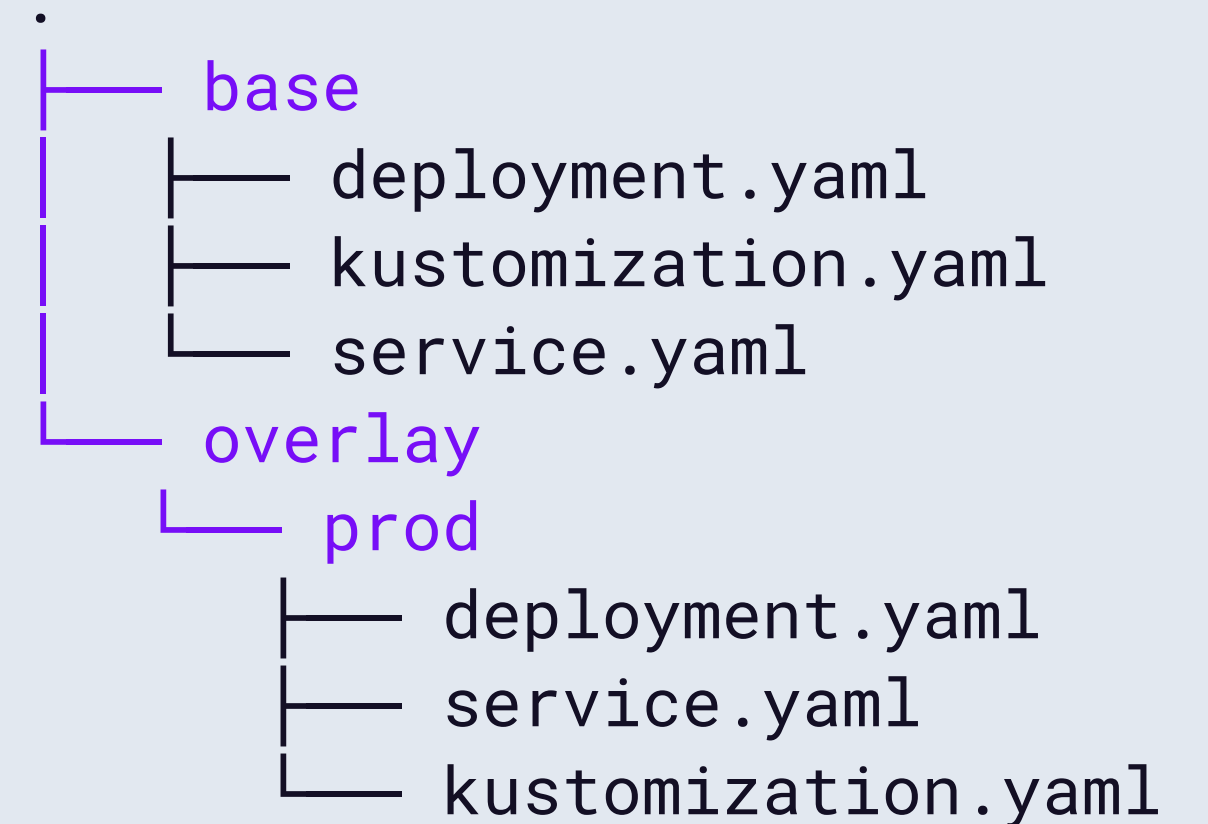 .
├── base
│   ├── deployment.yaml
│   ├── kustomization.yaml
│   └── service.yaml
└── overlay
    └── prod
        ├── deployment.yaml
        ├── service.yaml
        └── kustomization.yaml